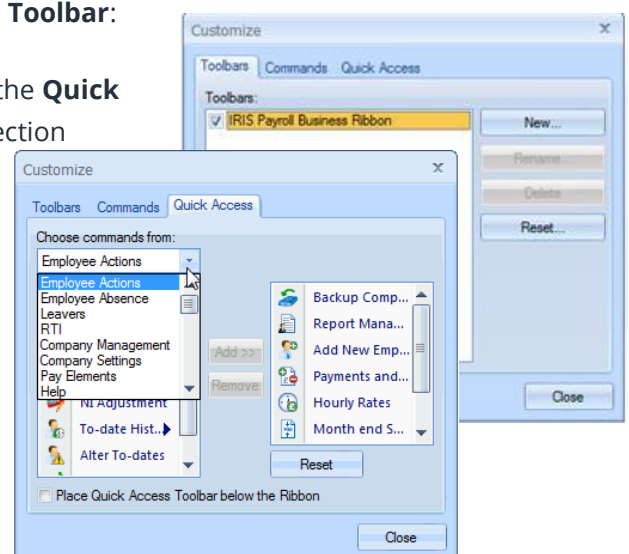 Toolbar:
the Quick
ection
Customize x
Toolbars Commands Quick Access
Toolbars:
IRIS Payroll Business Ribbon
New...
Rename...
Delete
Reset...
Close
Customize x
Toolbars Commands Quick Access
Choose commands from:
Employee Actions
Employee Actions
Employee Absence
Leavers
RTI
Company Management
Company Settings
Pay Elements
Help
NI Adjustment
To-date Hist...
Alter To-dates
Add >>
Remove
Backup Comp...
Report Mana...
Add New Emp...
Payments and...
Hourly Rates
Month end S...
Reset
Place Quick Access Toolbar below the Ribbon
Close